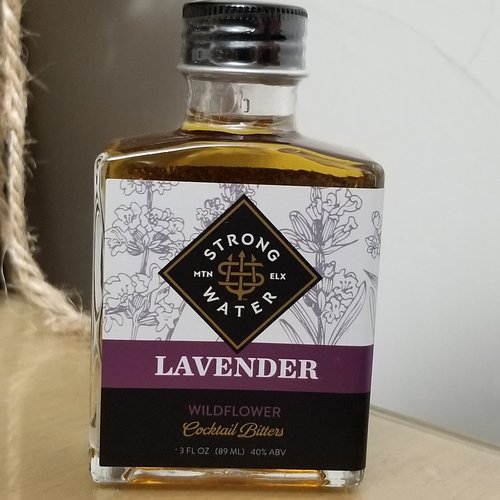 STRONG
MTN ELX
WATER
LAVENDER
WILDFLOWER
Cocktail Bitters
· 3 FL OZ (89 ML) 40% ABV